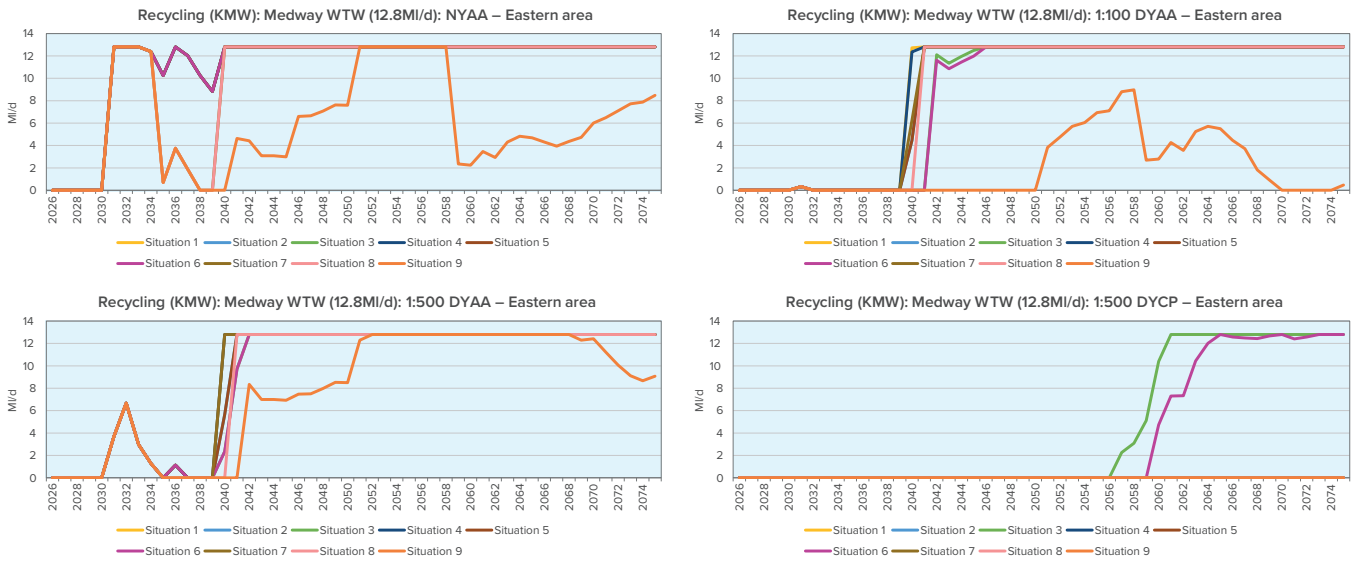 Recycling (KMW): Medway WTW (12.8Ml/d): NYAA – Eastern area
Ml/d
14
12
10
8
6
4
2
0
2026 2028 2030 2032 2034 2036 2038 2040 2042 2044 2046 2048 2050 2052 2054 2056 2058 2060 2062 2064 2066 2068 2070 2072 2074
Situation 1 Situation 2 Situation 3 Situation 4 Situation 5
Situation 6 Situation 7 Situation 8 Situation 9
Recycling (KMW): Medway WTW (12.8Ml/d): 1:100 DYAA – Eastern area
Ml/d
14
12
10
8
6
4
2
0
2026 2028 2030 2032 2034 2036 2038 2040 2042 2044 2046 2048 2050 2052 2054 2056 2058 2060 2062 2064 2066 2068 2070 2072 2074
Situation 1 Situation 2 Situation 3 Situation 4 Situation 5
Situation 6 Situation 7 Situation 8 Situation 9
Recycling (KMW): Medway WTW (12.8Ml/d): 1:500 DYAA – Eastern area
Ml/d
14
12
10
8
6
4
2
0
2026 2028 2030 2032 2034 2036 2038 2040 2042 2044 2046 2048 2050 2052 2054 2056 2058 2060 2062 2064 2066 2068 2070 2072 2074
Situation 1 Situation 2 Situation 3 Situation 4 Situation 5
Situation 6 Situation 7 Situation 8 Situation 9
Recycling (KMW): Medway WTW (12.8Ml/d): 1:500 DYCP – Eastern area
Ml/d
14
12
10
8
6
4
2
0
2026 2028 2030 2032 2034 2036 2038 2040 2042 2044 2046 2048 2050 2052 2054 2056 2058 2060 2062 2064 2066 2068 2070 2072 2074
Situation 1 Situation 2 Situation 3 Situation 4 Situation 5
Situation 6 Situation 7 Situation 8 Situation 9